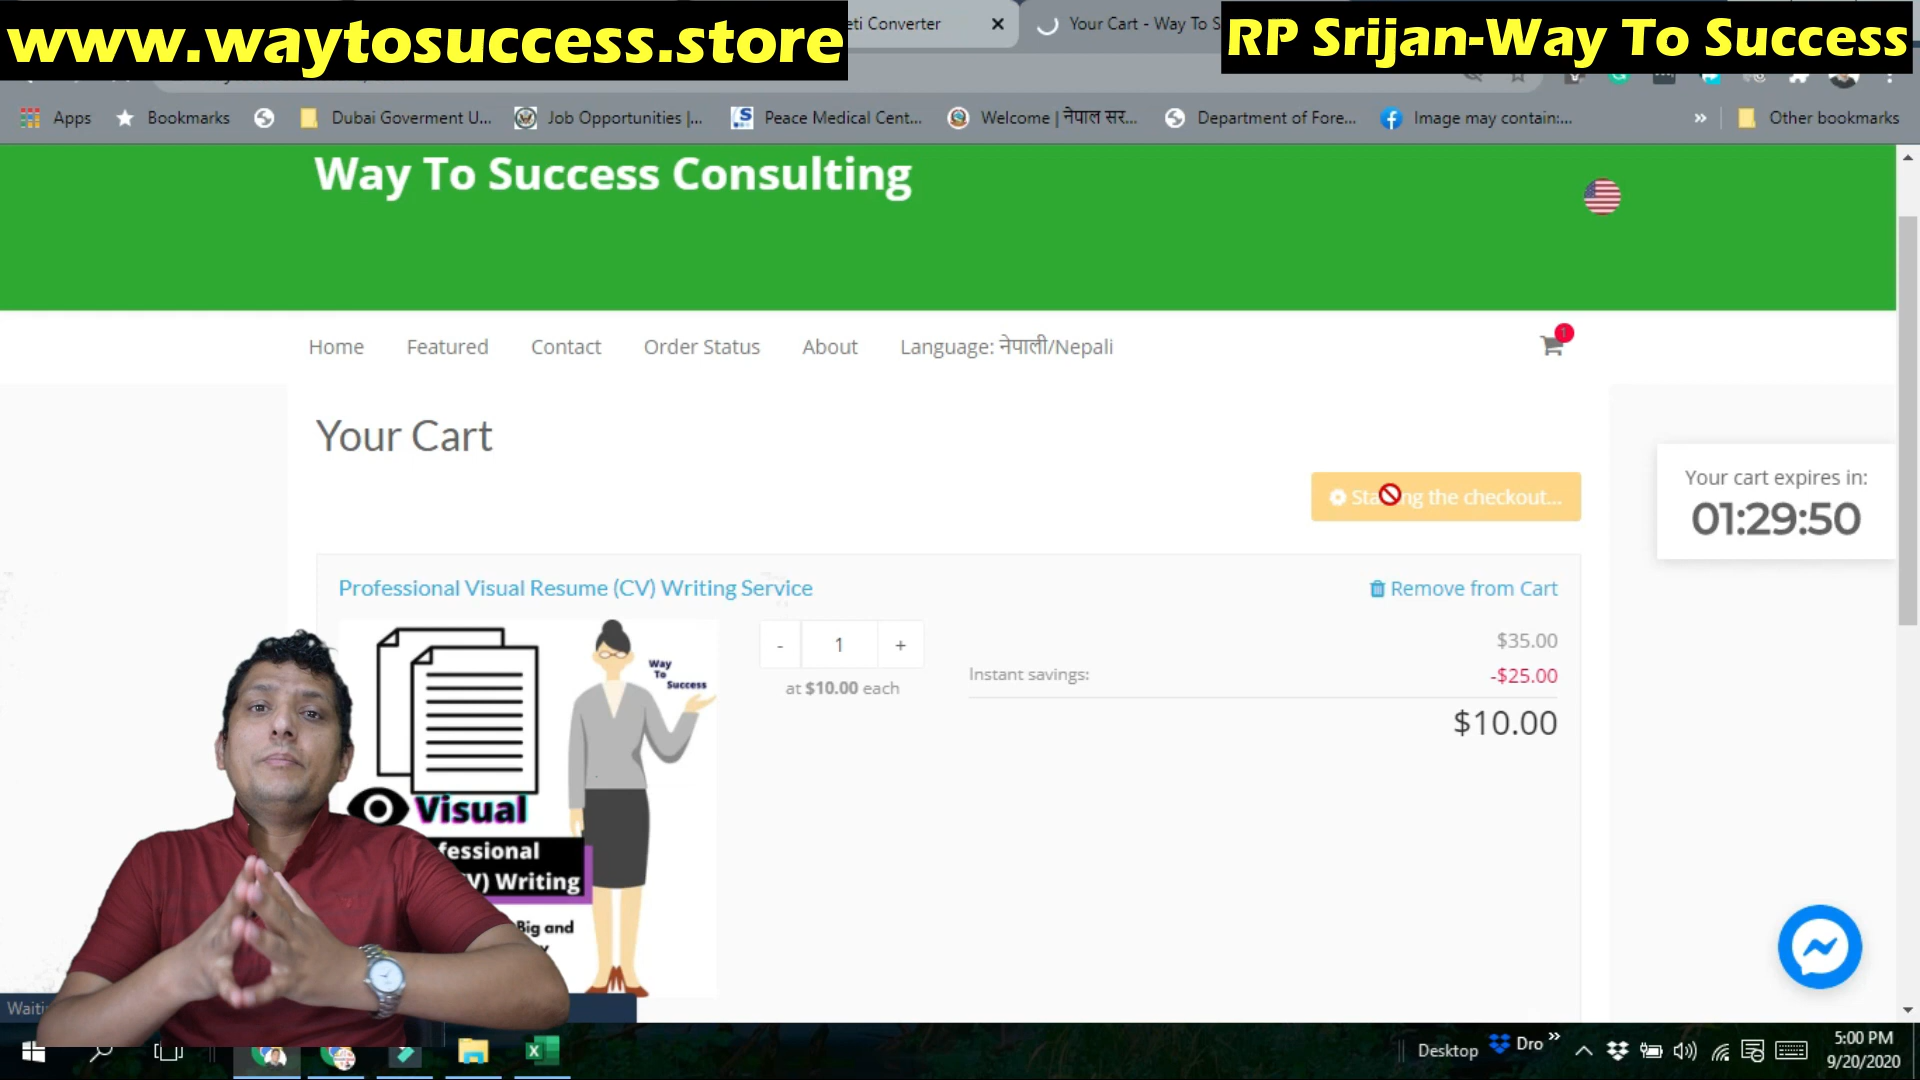 www.waytosuccess.store
eti Converter
Your Cart - Way To S
RP Srijan-Way To Success
Apps
Bookmarks
Dubai Goverment U...
Job Opportunities |...
Peace Medical Cent...
Welcome | नेपाल सर...
Department of Fore...
Image may contain:...
»
Other bookmarks
Way To Success Consulting
Home
Featured
Contact
Order Status
About
Language: नेपाली/Nepali
1
Your Cart
the checkout...
Your cart expires in:
01:29:50
Professional Visual Resume (CV) Writing Service
Remove from Cart
- 1 +
at $10.00 each
$35.00
Instant savings:
-$25.00
$10.00
Way
To
Success
Visual
fessional
V) Writing
Big and
Waiti
Desktop
Dro »
5:00 PM
9/20/2020